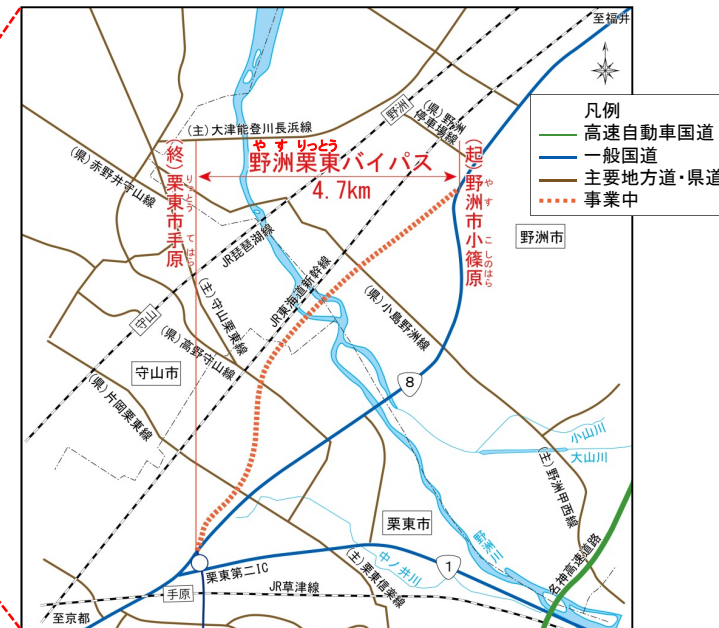 至福井
凡例
高速自動車国道
一般国道
主要地方道・県道
事業中
野洲
(県)野洲停車場線
(主)大津能登川長浜線
や す りっとう
野洲栗東バイパス
4.7km
(起)野洲市小篠原
や す こしのはら
(終)栗東市手原
りっとう てはら
(県)赤野井守山線
野洲市
JR琵琶湖線
JR東海道新幹線
(主)守山栗東線
守山
(県)高野守山線
(県)小島野洲線
守山市
(県)片岡栗東線
8
小山川
大山川
(主)野洲甲西線
栗東市
野洲川
名神高速道路
中ノ井川
1
栗東第二IC
(主)栗東信楽線
手原
JR草津線
至京都